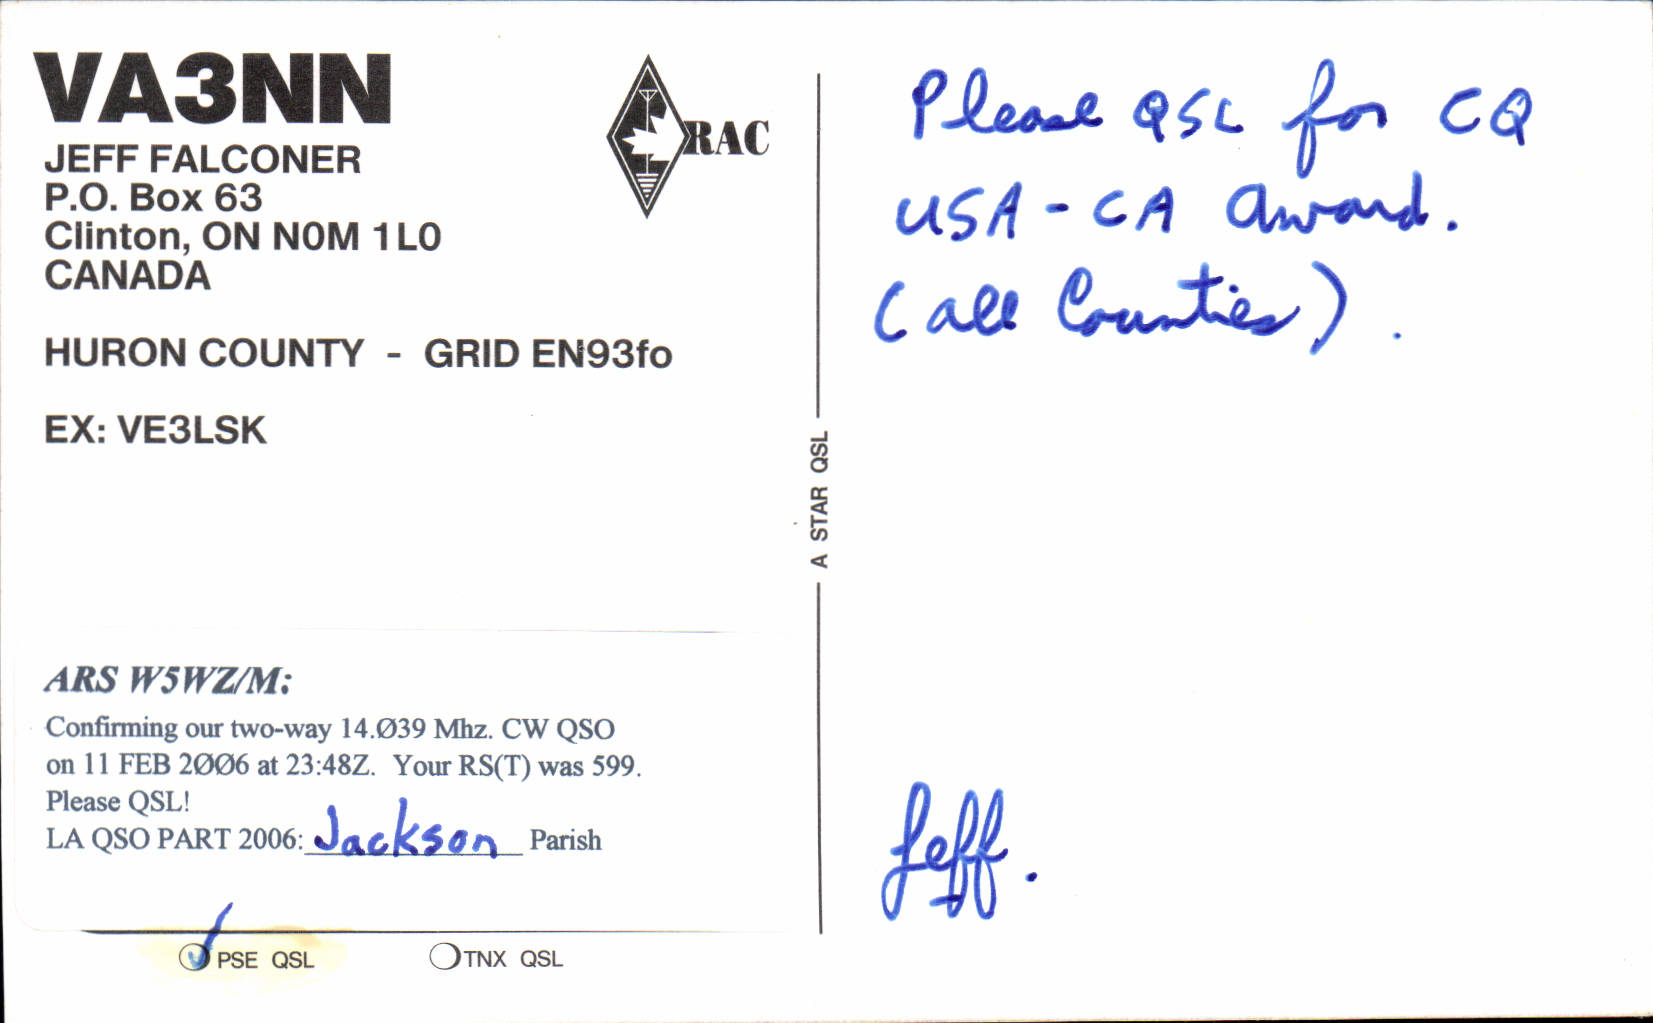 VA3NN
JEFF FALCONER
P.O. Box 63
Clinton, ON N0M 1L0
CANADA
HURON COUNTY - GRID EN93fo
EX: VE3LSK
RAC
ARS W5WZ/M:
Confirming our two-way 14.Ø39 Mhz. CW QSO
on 11 FEB 2ØØ6 at 23:48Z. Your RS(T) was 599.
Please QSL!
LA QSO PART 2006: Jackson Parish
PSE QSL TNX QSL
A STAR QSL
Please QSL for CQ
USA-CA award.
(all Counties).
Jeff.